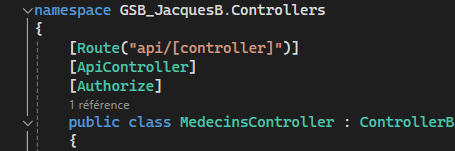 namespace GSB_JacquesB.Controllers
{
[Route("api/[controller]")]
[ApiController]
[Authorize]
1 référence
public class MedecinsController : ControllerB
{